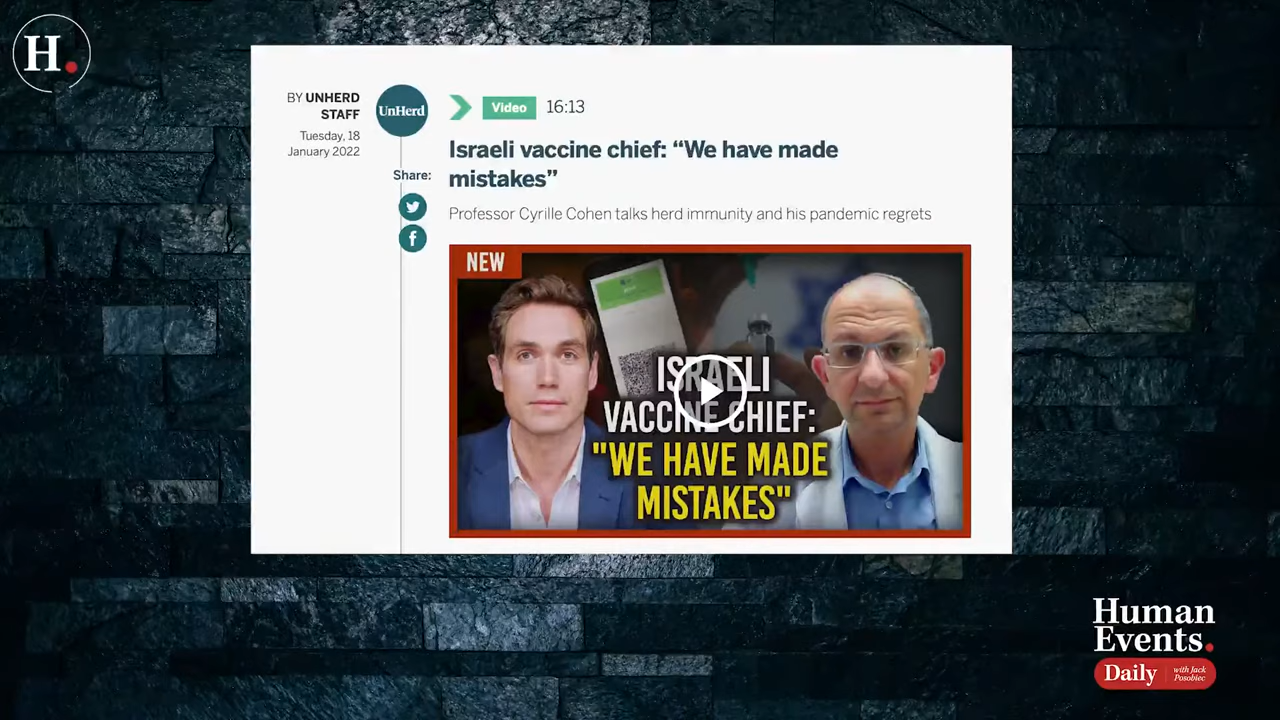 H.
BY UNHERD
STAFF
Tuesday, 18
January 2022
UnHerd
Share:
f
Video 16:13
Israeli vaccine chief: “We have made
mistakes”
Professor Cyrille Cohen talks herd immunity and his pandemic regrets
NEW
ISRAELI
VACCINE CHIEF:
"WE HAVE MADE
MISTAKES"
Human
Events.
Daily with Jack
Posobiec